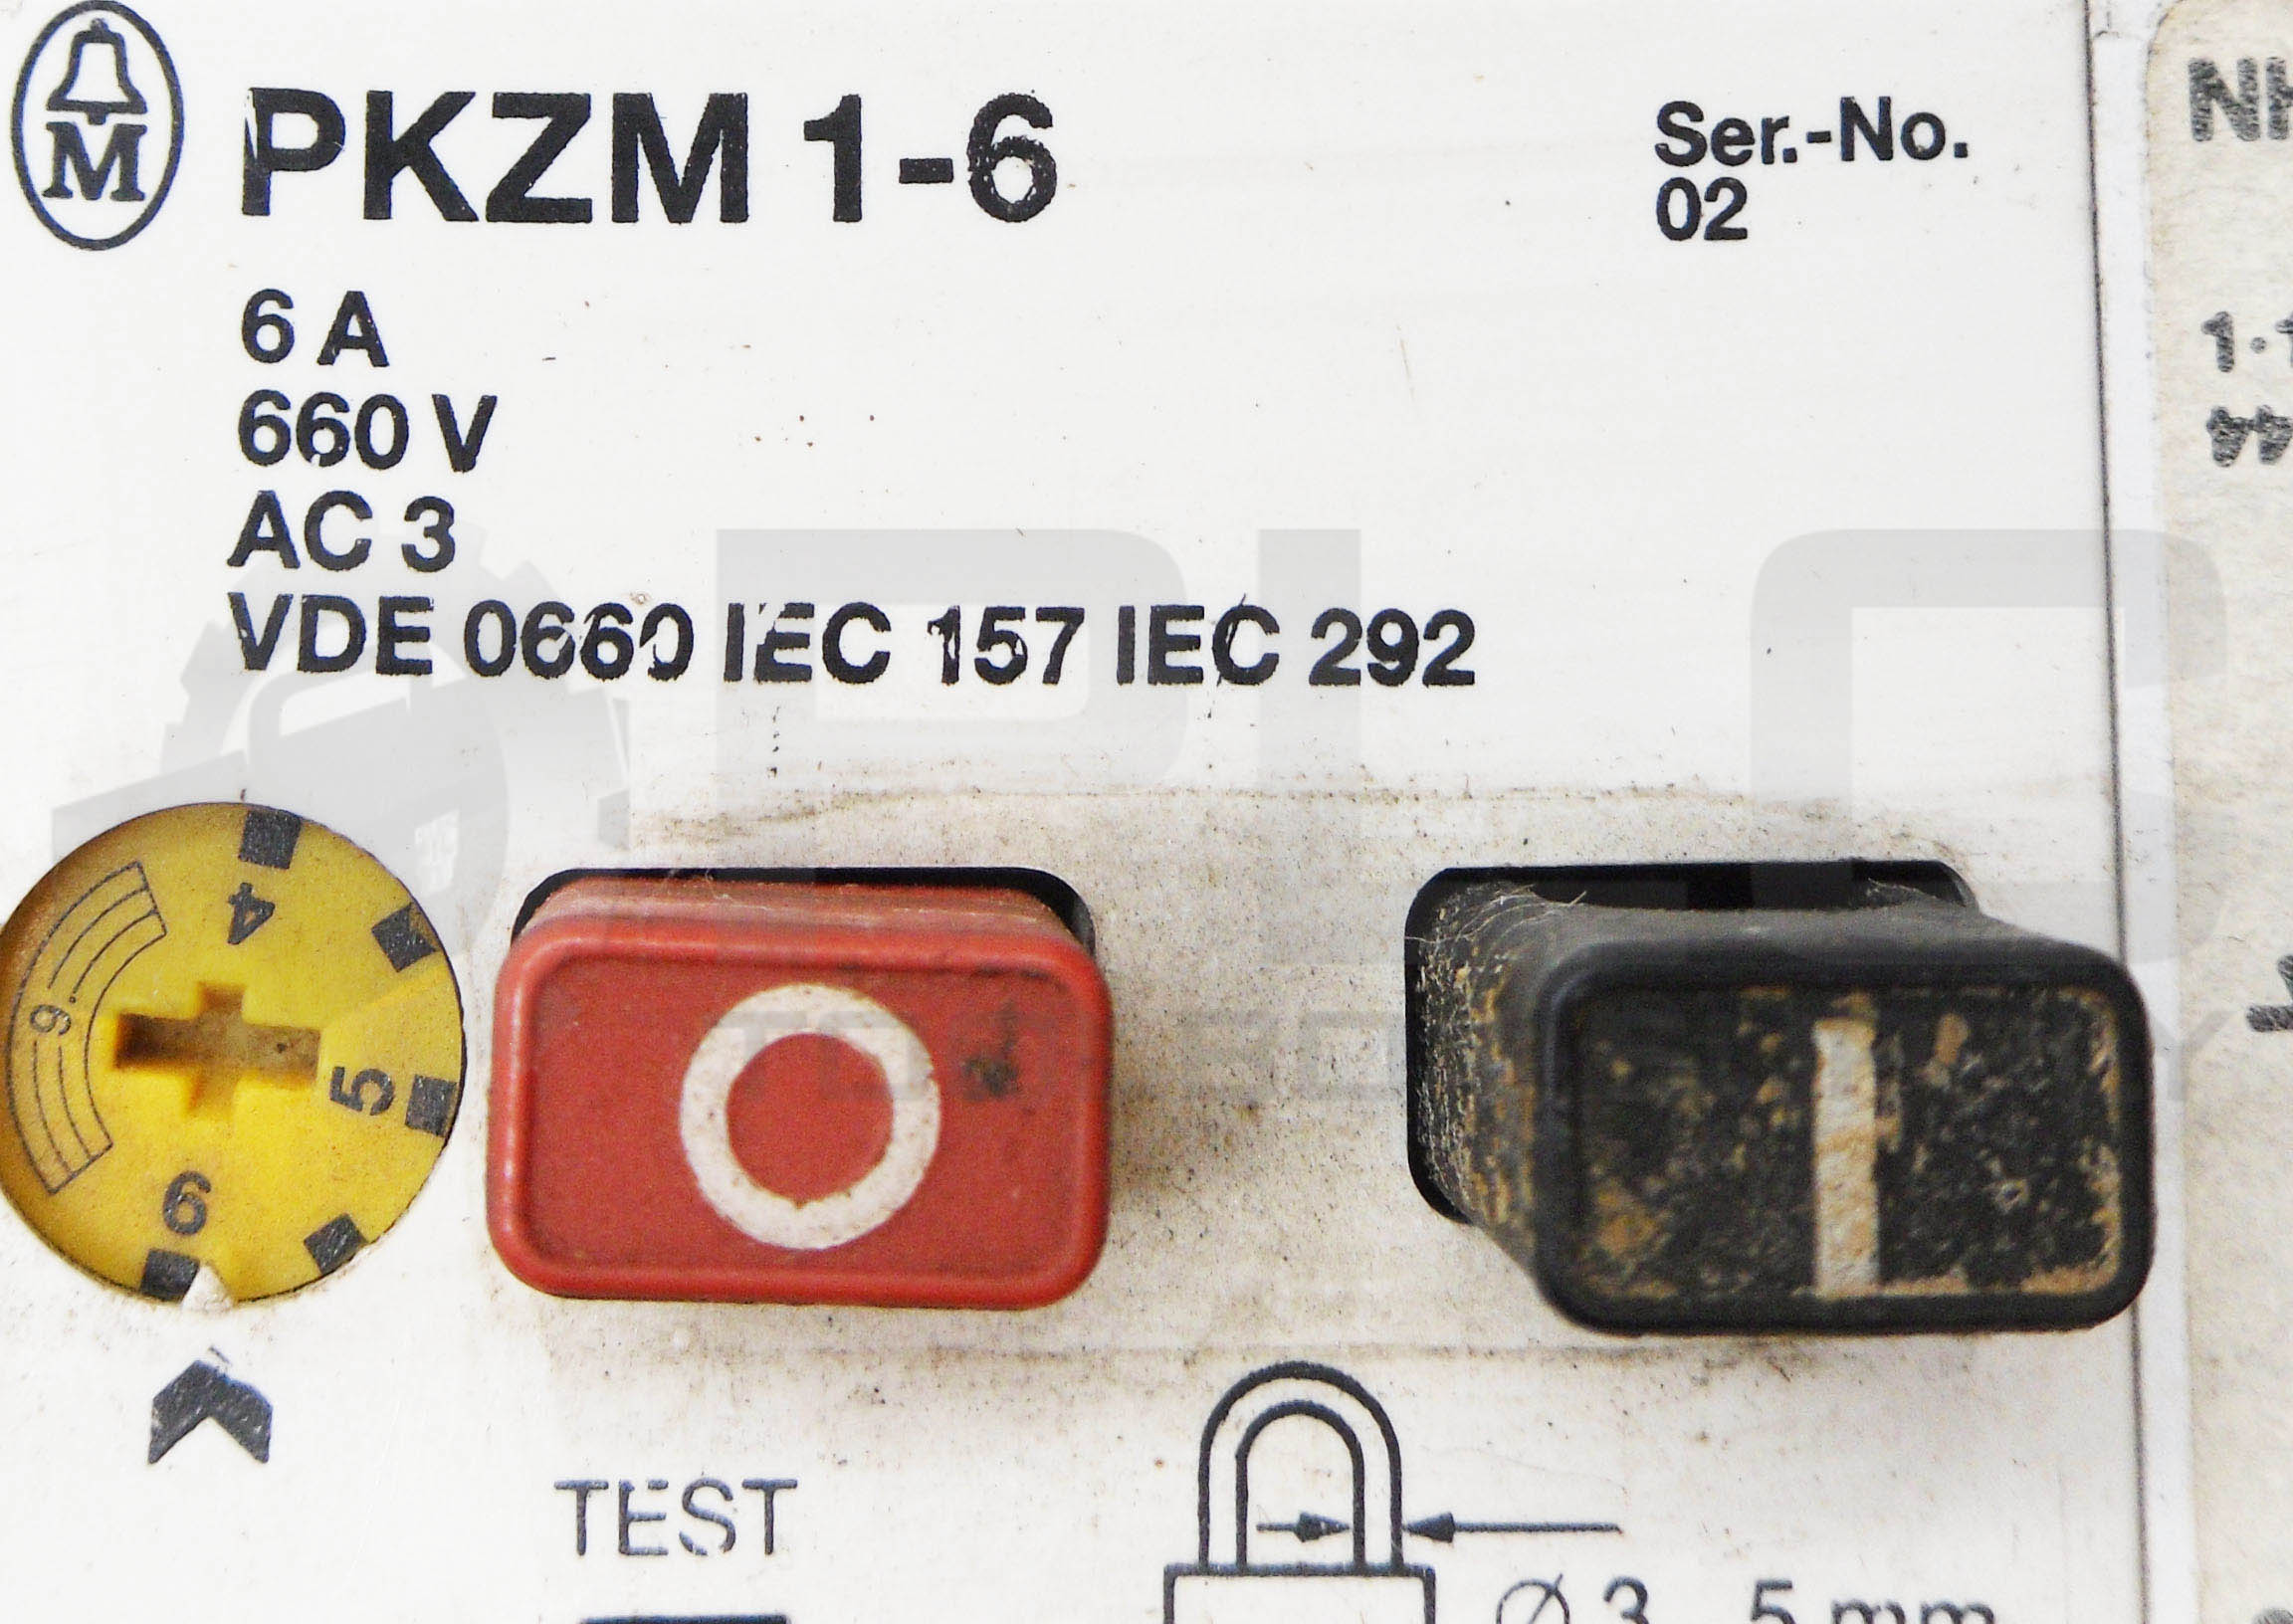 M
PKZM 1-6
Ser.-No.
02
6 A
660 V
AC 3
VDE 0660 IEC 157 IEC 292
PLC
4
5
6
6
O
I
TEST
Ø 3 5 mm